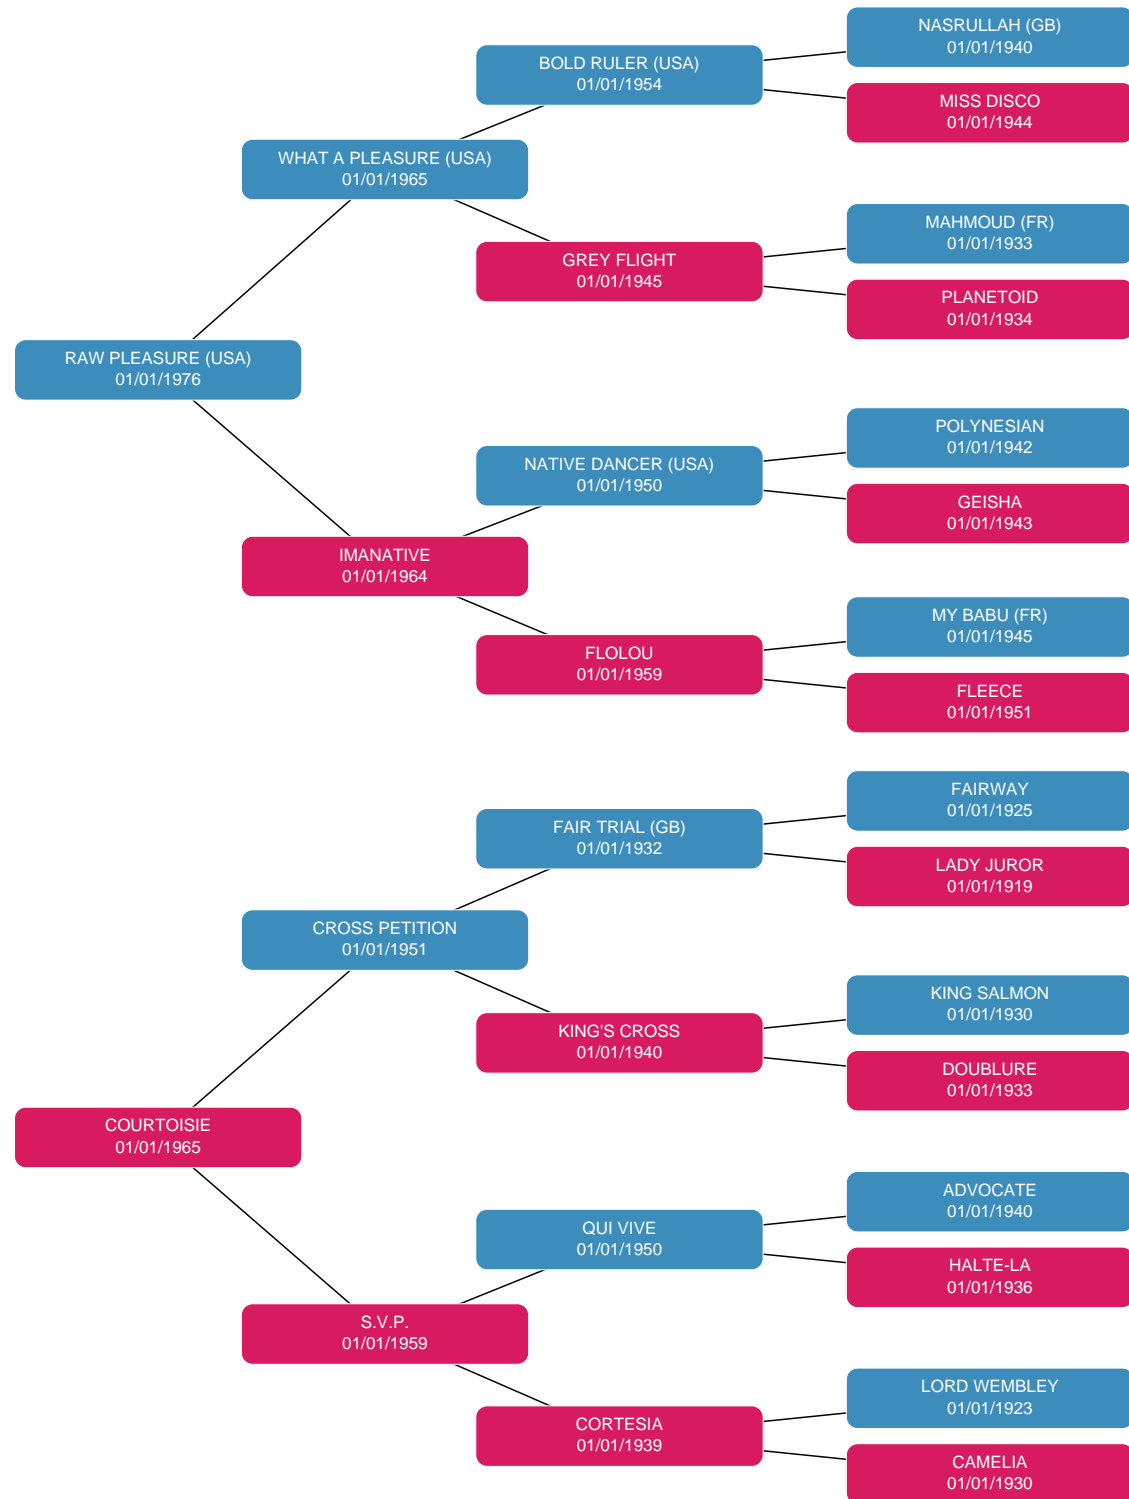 NASRULLAH (GB)
01/01/1940
BOLD RULER (USA)
01/01/1954
MISS DISCO
01/01/1944
WHAT A PLEASURE (USA)
01/01/1965
MAHMOUD (FR)
01/01/1933
GREY FLIGHT
01/01/1945
PLANETOID
01/01/1934
RAW PLEASURE (USA)
01/01/1976
POLYNESIAN
01/01/1942
NATIVE DANCER (USA)
01/01/1950
GEISHA
01/01/1943
IMANATIVE
01/01/1964
MY BABU (FR)
01/01/1945
FLOLOU
01/01/1959
FLEECE
01/01/1951
FAIRWAY
01/01/1925
FAIR TRIAL (GB)
01/01/1932
LADY JUROR
01/01/1919
CROSS PETITION
01/01/1951
KING SALMON
01/01/1930
KING'S CROSS
01/01/1940
DOUBLURE
01/01/1933
COURTOISIE
01/01/1965
ADVOCATE
01/01/1940
QUI VIVE
01/01/1950
HALTE-LA
01/01/1936
S.V.P.
01/01/1959
LORD WEMBLEY
01/01/1923
CORTESIA
01/01/1939
CAMELIA
01/01/1930